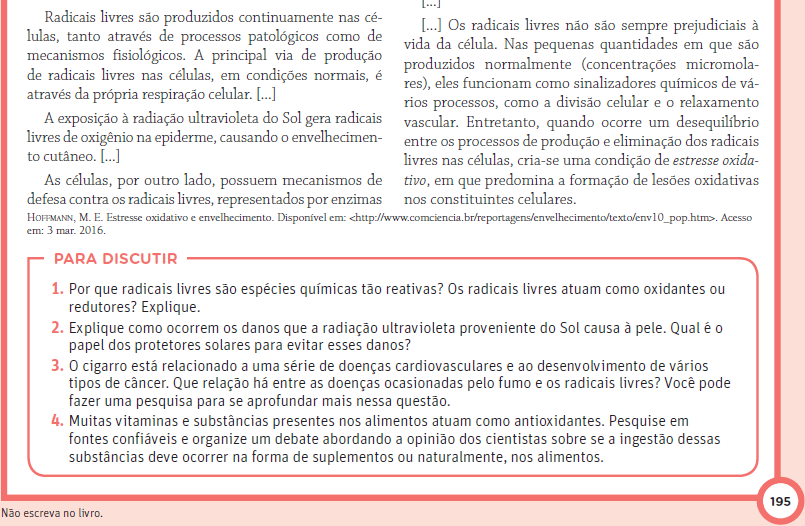 Radicais livres são produzidos continuamente nas cé-
lulas, tanto através de processos patológicos como de
mecanismos fisiológicos. A principal via de produção
de radicais livres nas células, em condições normais, é
através da própria respiração celular. [...]
A exposição à radiação ultravioleta do Sol gera radicais
livres de oxigênio na epiderme, causando o envelhecimen-
to cutâneo. [...]
As células, por outro lado, possuem mecanismos de
defesa contra os radicais livres, representados por enzimas
[...]
[...] Os radicais livres não são sempre prejudiciais à
vida da célula. Nas pequenas quantidades em que são
produzidos normalmente (concentrações micromola-
res), eles funcionam como sinalizadores químicos de vá-
rios processos, como a divisão celular e o relaxamento
vascular. Entretanto, quando ocorre um desequilíbrio
entre os processos de produção e eliminação dos radicais
livres nas células, cria-se uma condição de estresse oxida-
tivo, em que predomina a formação de lesões oxidativas
nos constituintes celulares.
HOFFMANN, M. E. Estresse oxidativo e envelhecimento. Disponível em: <http://www.comciencia.br/reportagens/envelhecimento/texto/env10_pop.htm>. Acesso
em: 3 mar. 2016.
PARA DISCUTIR
1. Por que radicais livres são espécies químicas tão reativas? Os radicais livres atuam como oxidantes ou
redutores? Explique.
2. Explique como ocorrem os danos que a radiação ultravioleta proveniente do Sol causa à pele. Qual é o
papel dos protetores solares para evitar esses danos?
3. O cigarro está relacionado a uma série de doenças cardiovasculares e ao desenvolvimento de vários
tipos de câncer. Que relação há entre as doenças ocasionadas pelo fumo e os radicais livres? Você pode
fazer uma pesquisa para se aprofundar mais nessa questão.
4. Muitas vitaminas e substâncias presentes nos alimentos atuam como antioxidantes. Pesquise em
fontes confiáveis e organize um debate abordando a opinião dos cientistas sobre se a ingestão dessas
substâncias deve ocorrer na forma de suplementos ou naturalmente, nos alimentos.
195
Não escreva no livro.